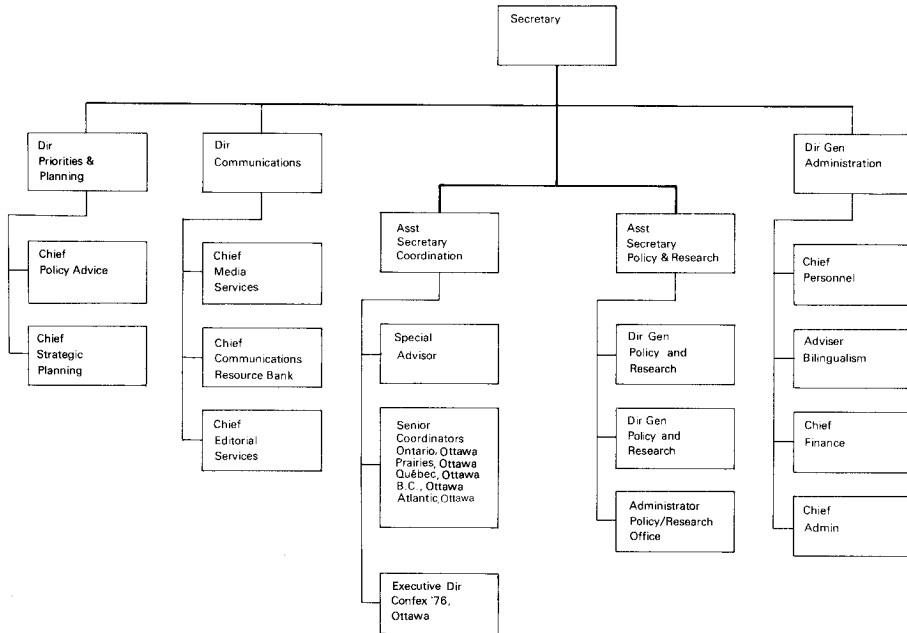 Secretary
Dir
Priorities &
Planning
Dir
Communications
Dir Gen
Administration
Asst
Secretary
Coordination
Asst
Secretary
Policy & Research
Chief
Policy Advice
Chief
Strategic
Planning
Chief
Media
Services
Chief
Communications
Resource Bank
Chief
Editorial
Services
Special
Advisor
Senior
Coordinators
Ontario, Ottawa
Prairies, Ottawa
Québec, Ottawa
B.C., Ottawa
Atlantic, Ottawa
Executive Dir
Confex '76,
Ottawa
Dir Gen
Policy and
Research
Dir Gen
Policy and
Research
Administrator
Policy/Research
Office
Chief
Personnel
Adviser
Bilingualism
Chief
Finance
Chief
Admin